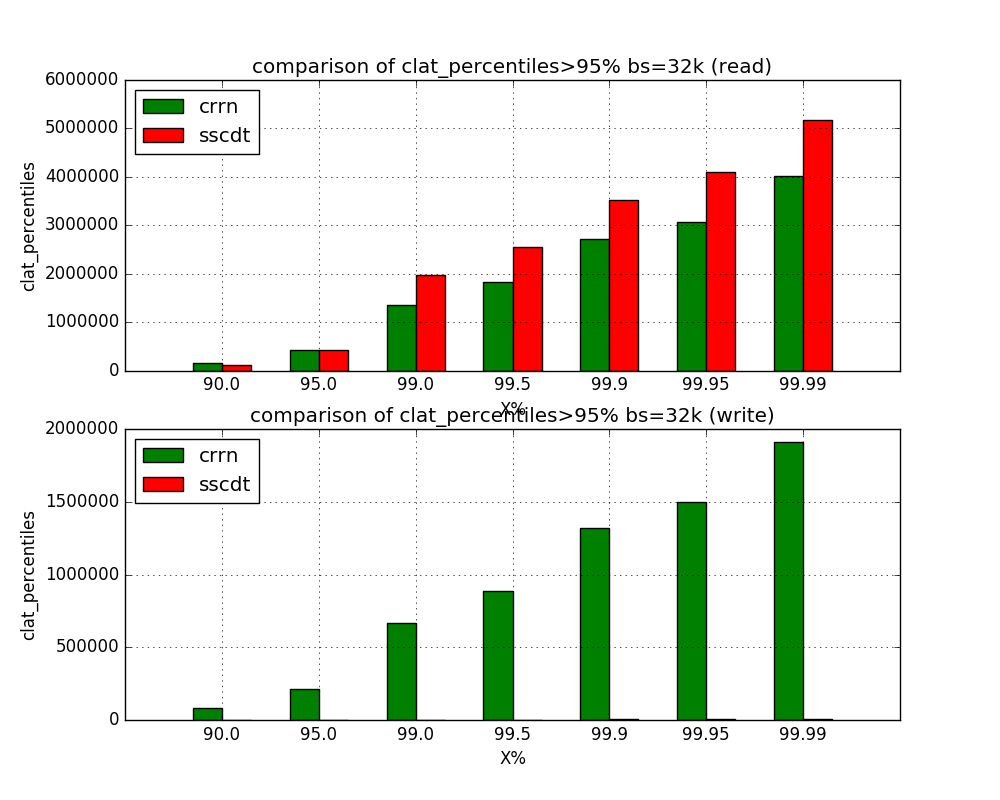 comparison of clat_percentiles>95% bs=32k (read)
6000000
5000000
4000000
3000000
2000000
1000000
0
clat_percentiles
crrn
sscdt
90.0 95.0 99.0 99.5 99.9 99.95 99.99
X%
comparison of clat_percentiles>95% bs=32k (write)
2000000
1500000
1000000
500000
0
clat_percentiles
crrn
sscdt
90.0 95.0 99.0 99.5 99.9 99.95 99.99
X%